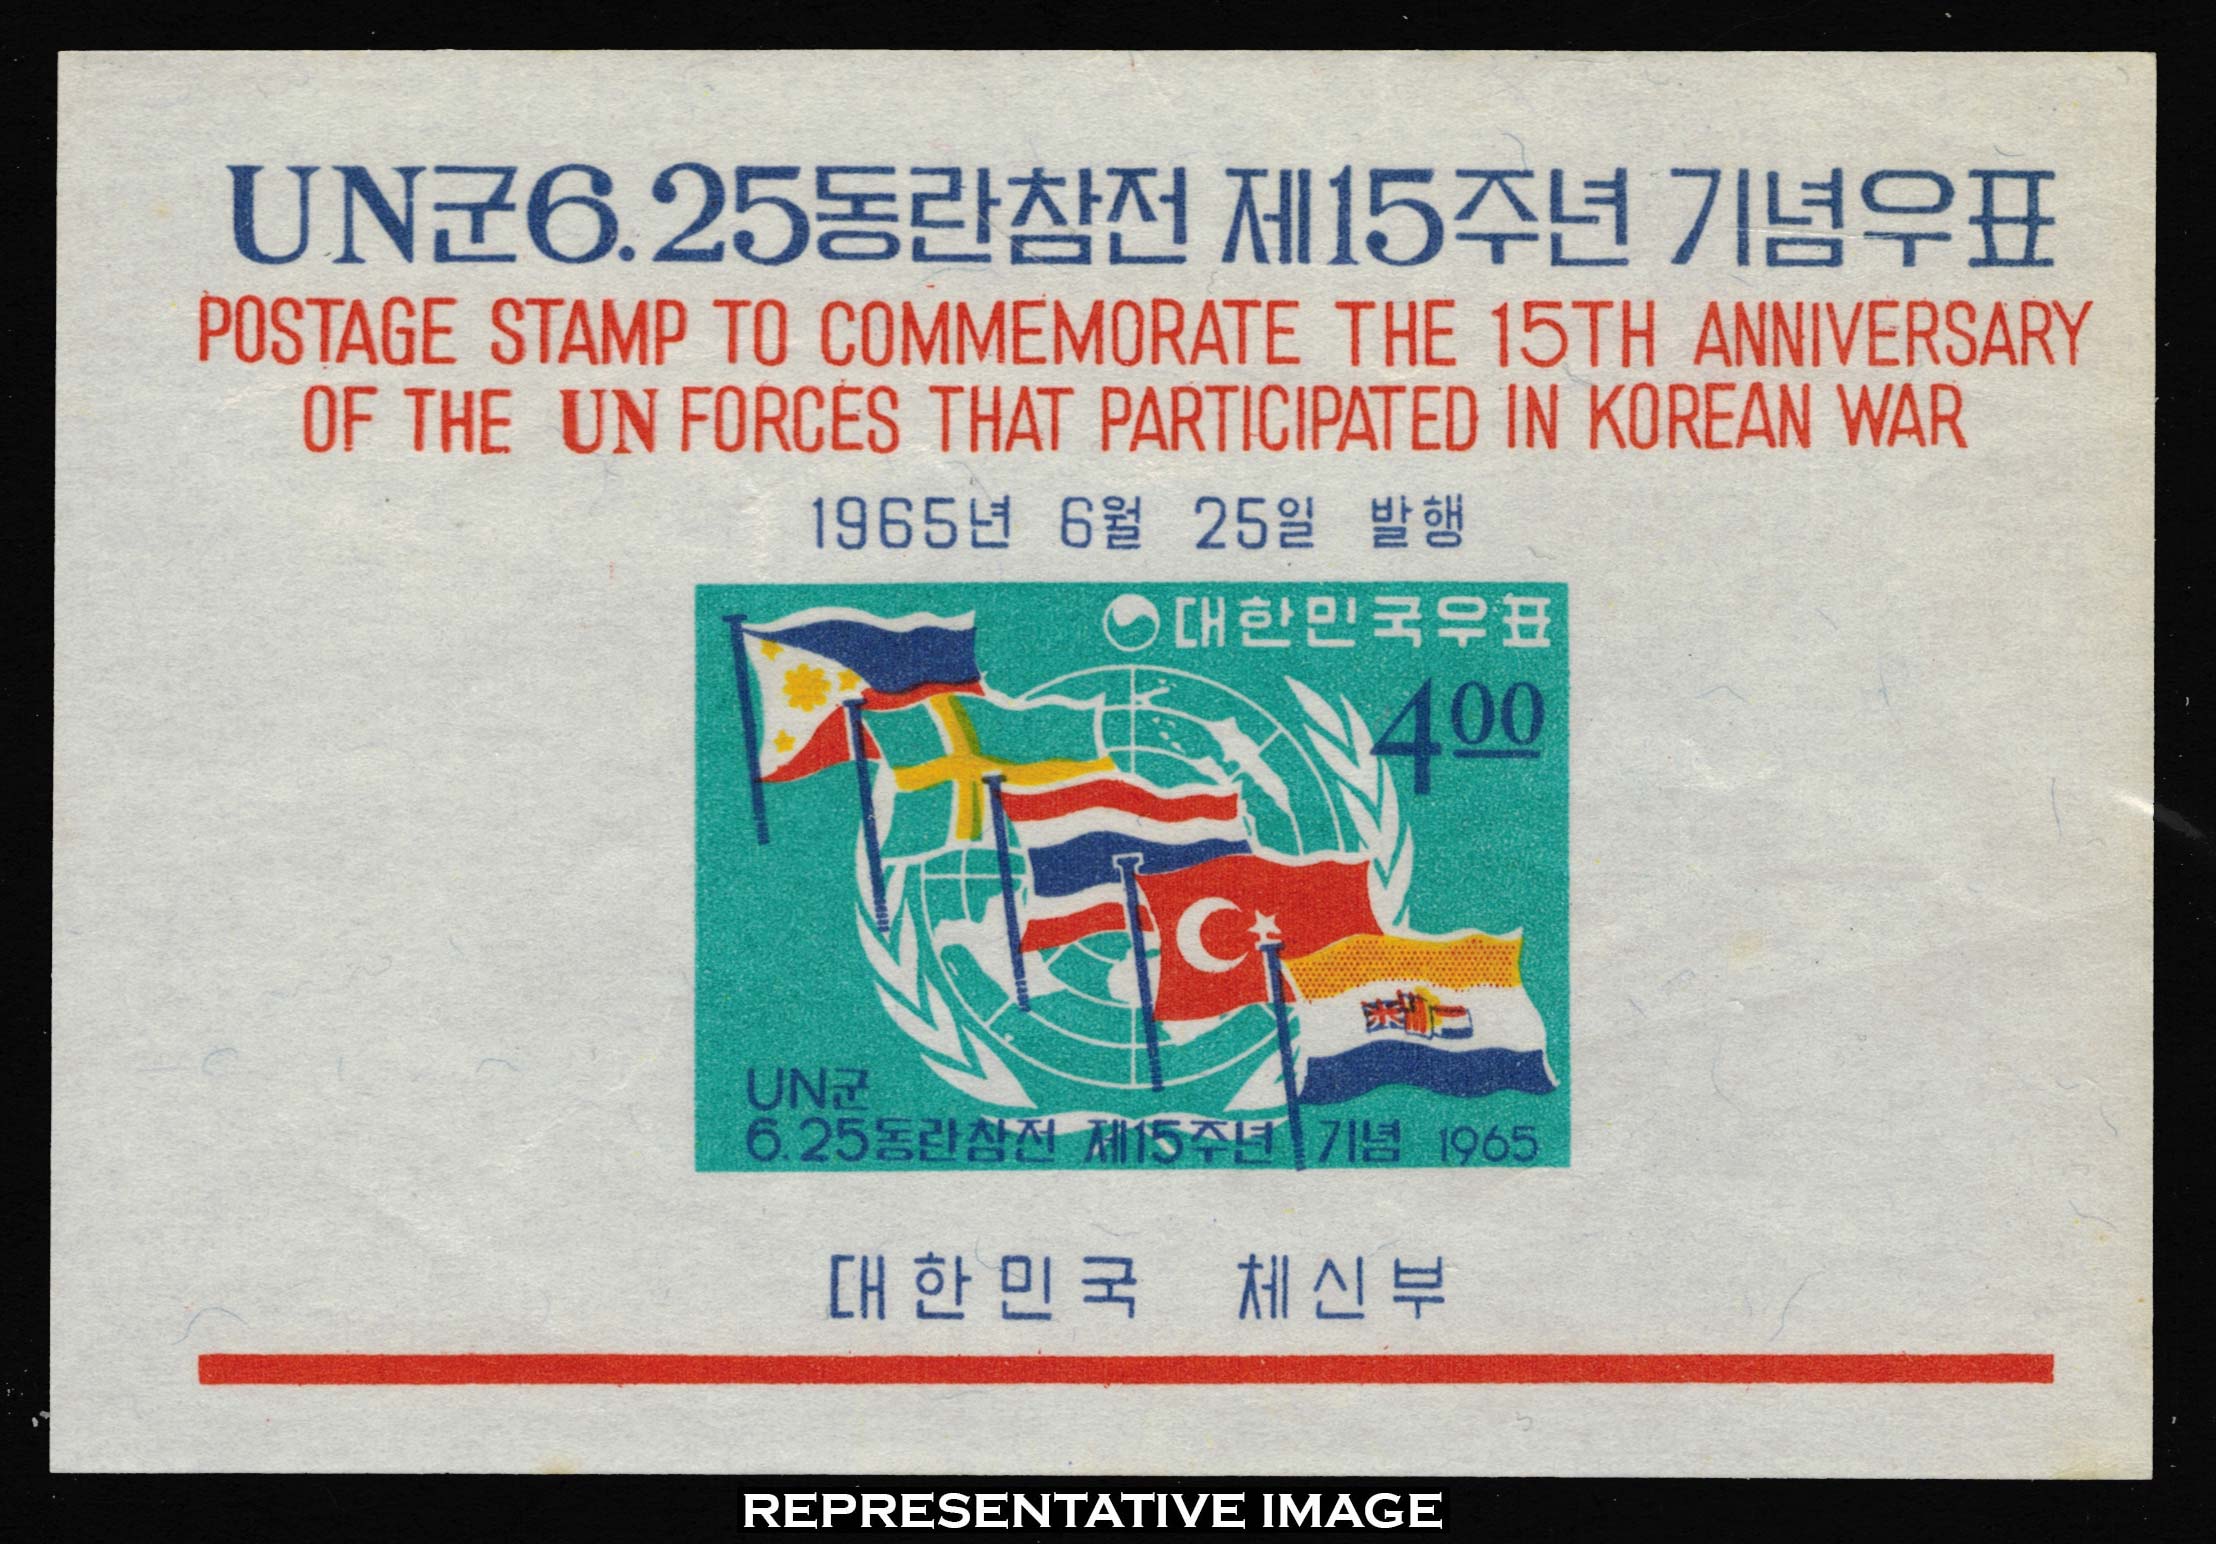 UN군6.25동란참전 제15주년 기념우표
POSTAGE STAMP TO COMMEMORATE THE 15TH ANNIVERSARY
OF THE UN FORCES THAT PARTICIPATED IN KOREAN WAR
1965년 6월 25일 발행
대한민국우표
400
UN군
6.25동란참전 제15주년 기념 1965
대한민국 체신부
REPRESENTATIVE IMAGE